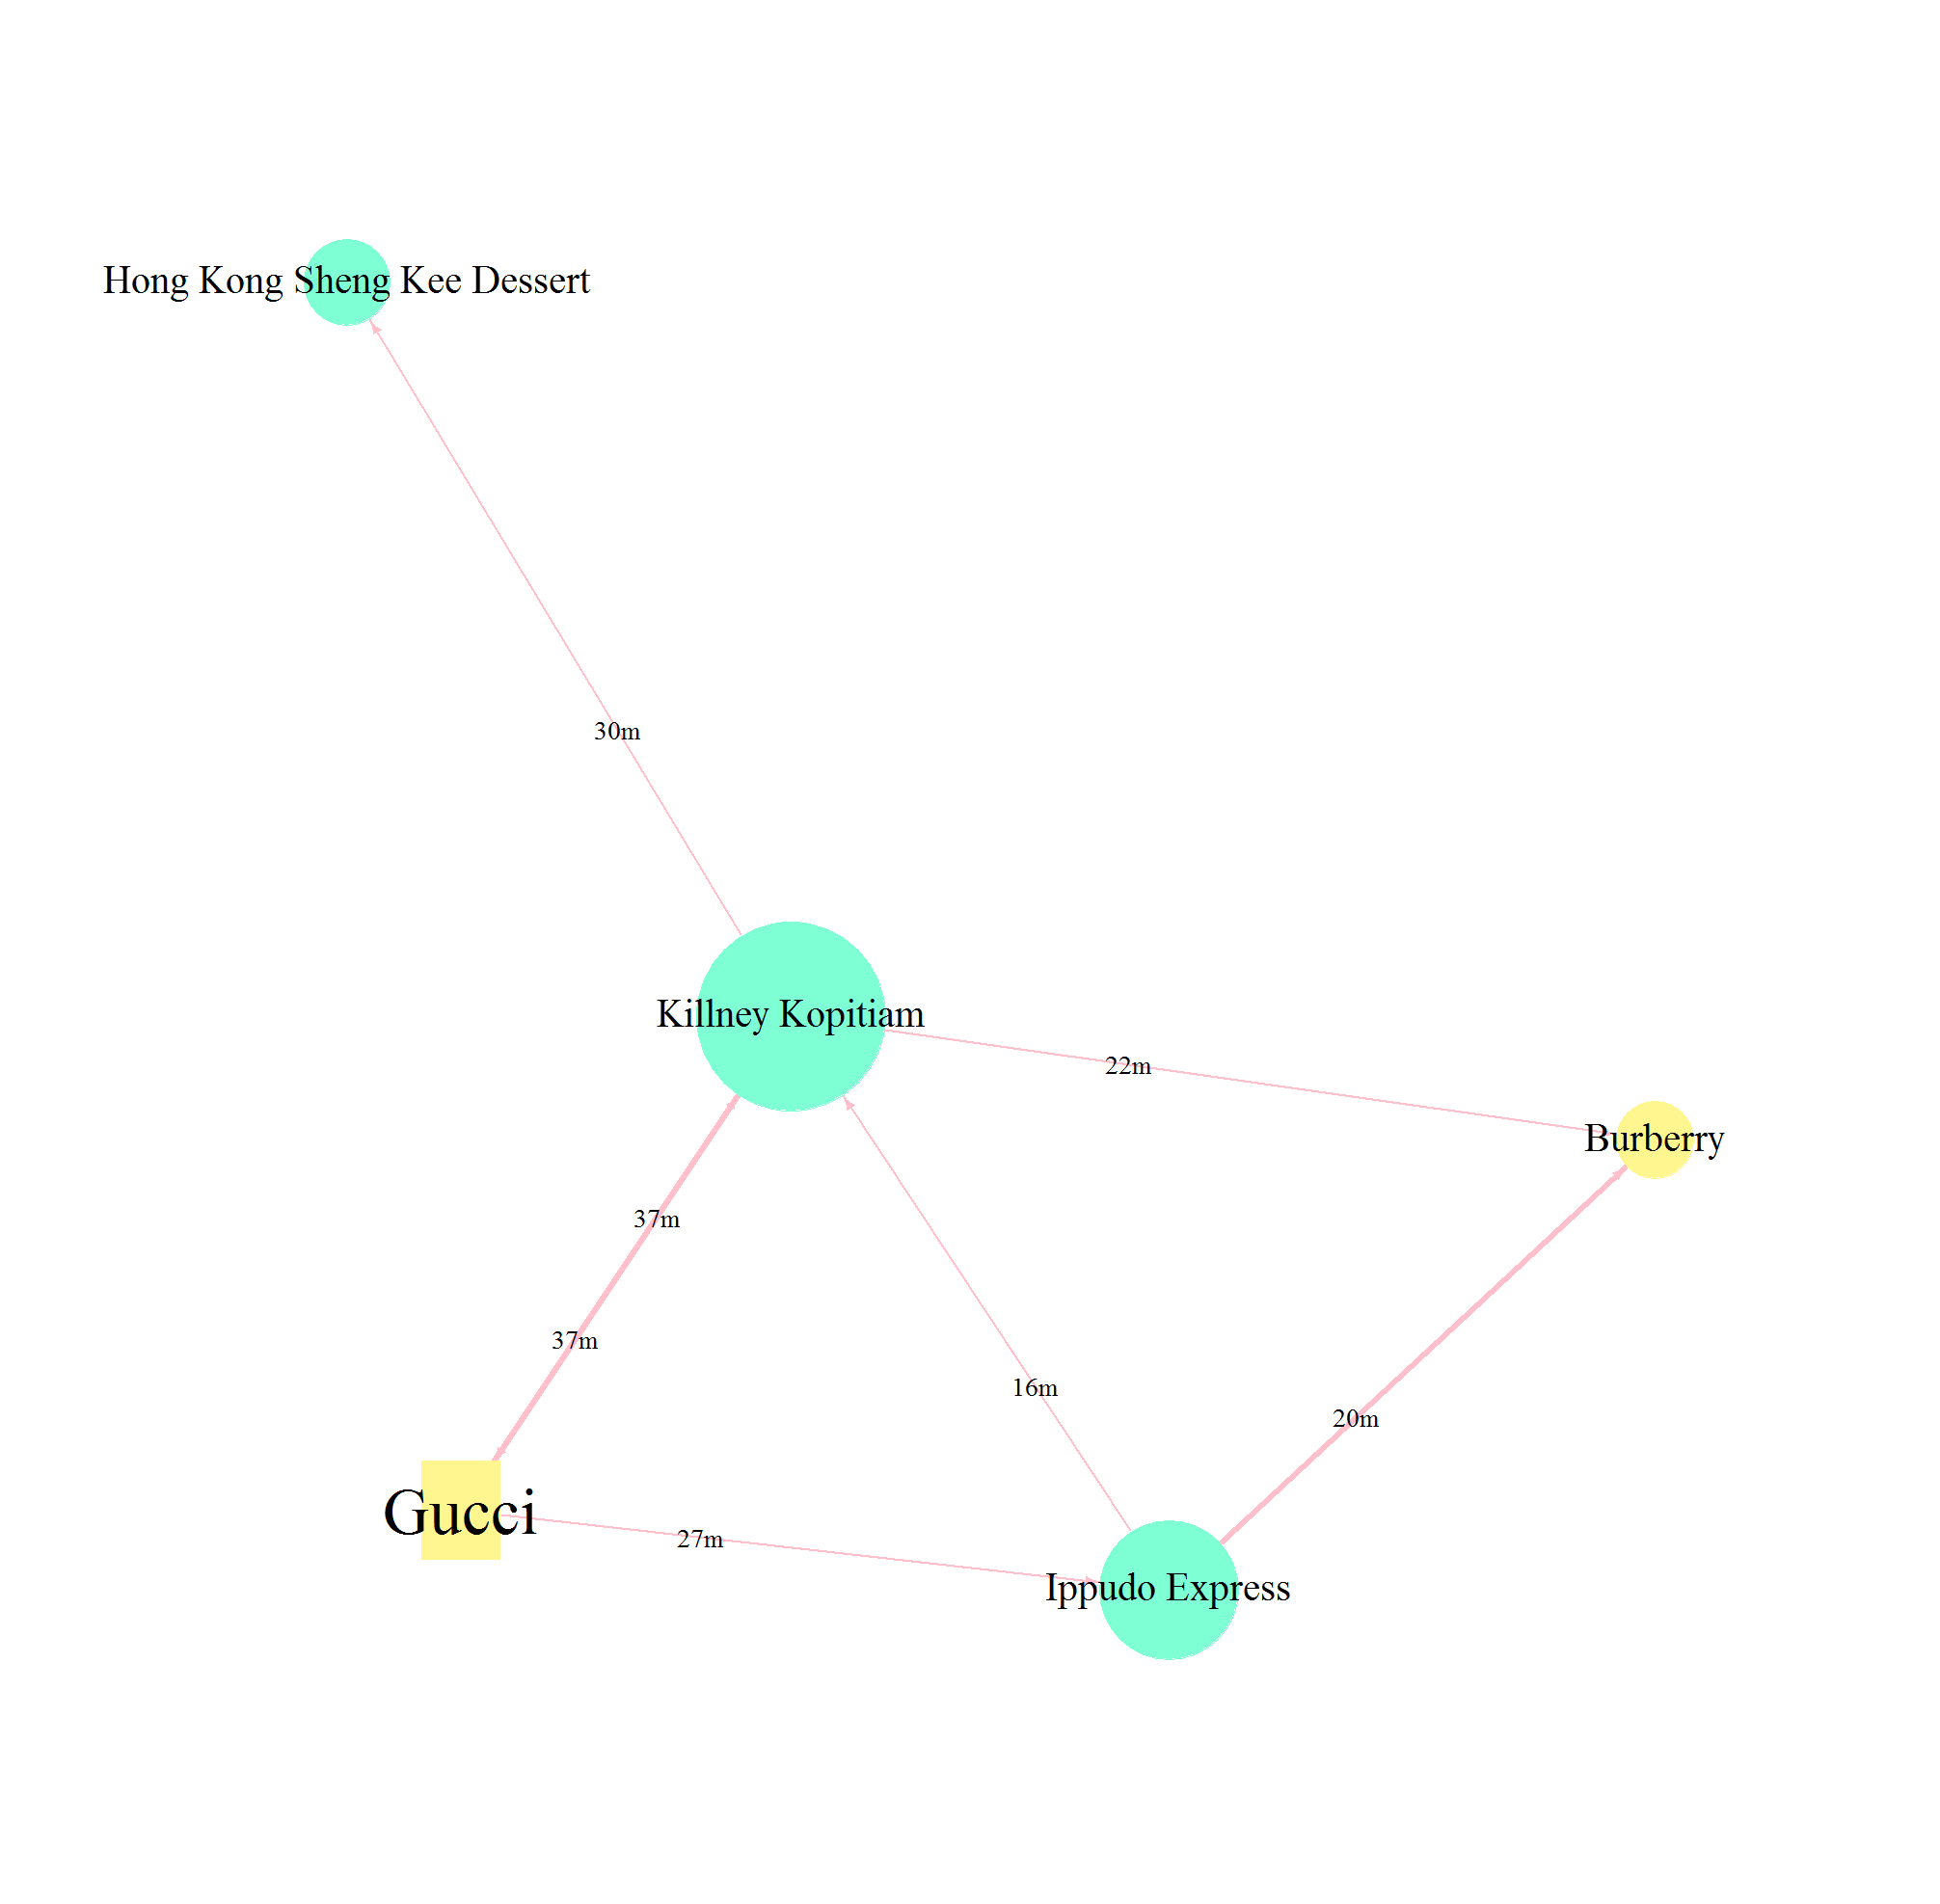 Hong Kong Sheng Kee Dessert
30m
Killney Kopitiam
22m
Burberry
37m
37m
16m
20m
Gucci
27m
Ippudo Express